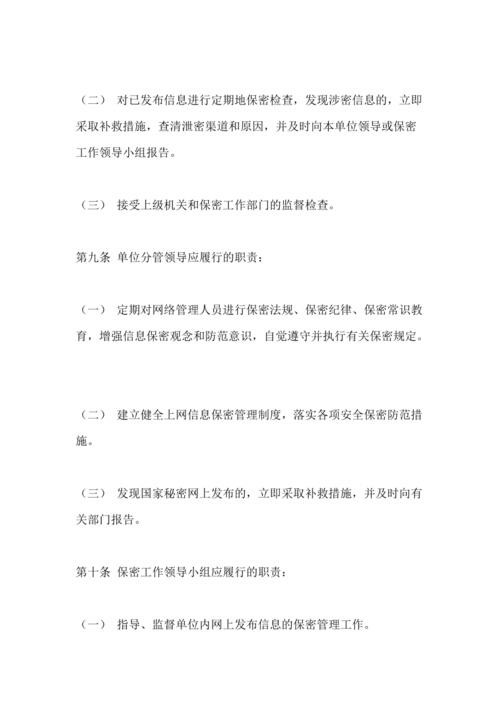 （二） 对已发布信息进行定期地保密检查，发现涉密信息的，立即
采取补救措施，查清泄密渠道和原因，并及时向本单位领导或保密
工作领导小组报告。
（三） 接受上级机关和保密工作部门的监督检查。
第九条 单位分管领导应履行的职责：
（一） 定期对网络管理人员进行保密法规、保密纪律、保密常识教
育，增强信息保密观念和防范意识，自觉遵守并执行有关保密规定。
（二） 建立健全上网信息保密管理制度，落实各项安全保密防范措
施。
（三） 发现国家秘密网上发布的，立即采取补救措施，并及时向有
关部门报告。
第十条 保密工作领导小组应履行的职责：
（一） 指导、监督单位内网上发布信息的保密管理工作。